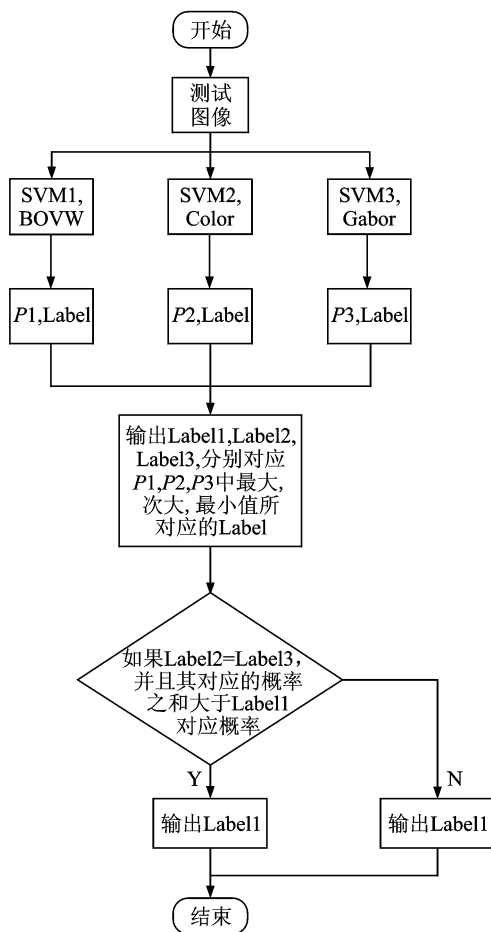 开始
测试
图像
SVM1,
BOVW
SVM2,
Color
SVM3,
Gabor
P1,Label
P2,Label
P3,Label
输出Label1,Label2,
Label3,分别对应
P1,P2,P3中最大,
次大,最小值所
对应的Label
如果Label2=Label3,
并且其对应的概率
之和大于Label1
对应概率
Y
N
输出Label1
输出Label1
结束